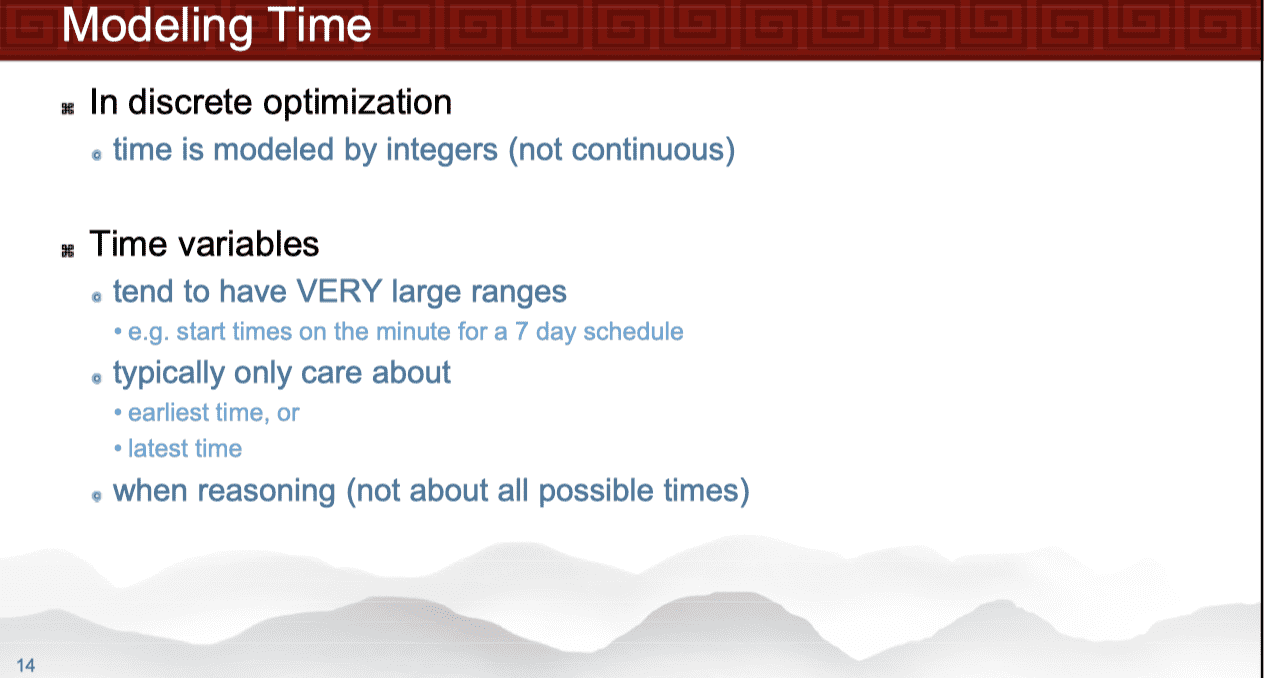 Modeling Time
⌘ In discrete optimization
time is modeled by integers (not continuous)
⌘ Time variables
tend to have VERY large ranges
• e.g. start times on the minute for a 7 day schedule
typically only care about
• earliest time, or
• latest time
when reasoning (not about all possible times)
14